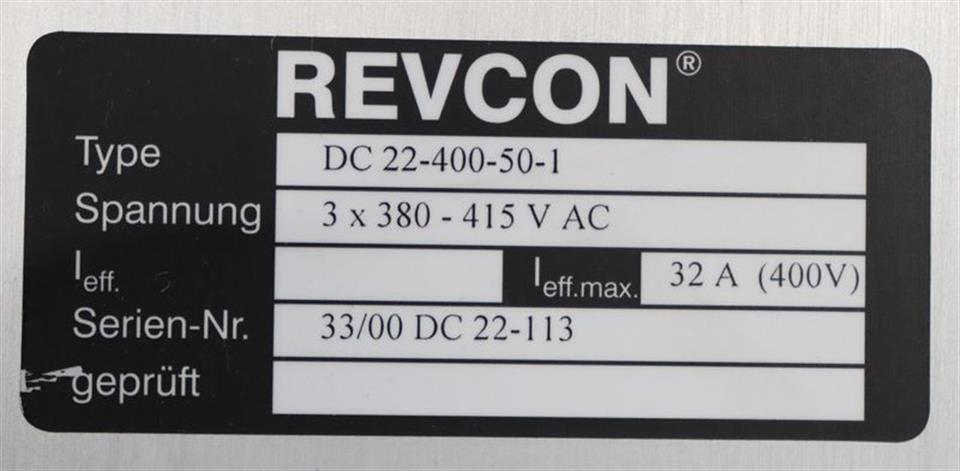 REVCON®
Type DC 22-400-50-1
Spannung 3 x 380 - 415 V AC
Ieff. Ieff.max. 32 A (400V)
Serien-Nr. 33/00 DC 22-113
geprüft